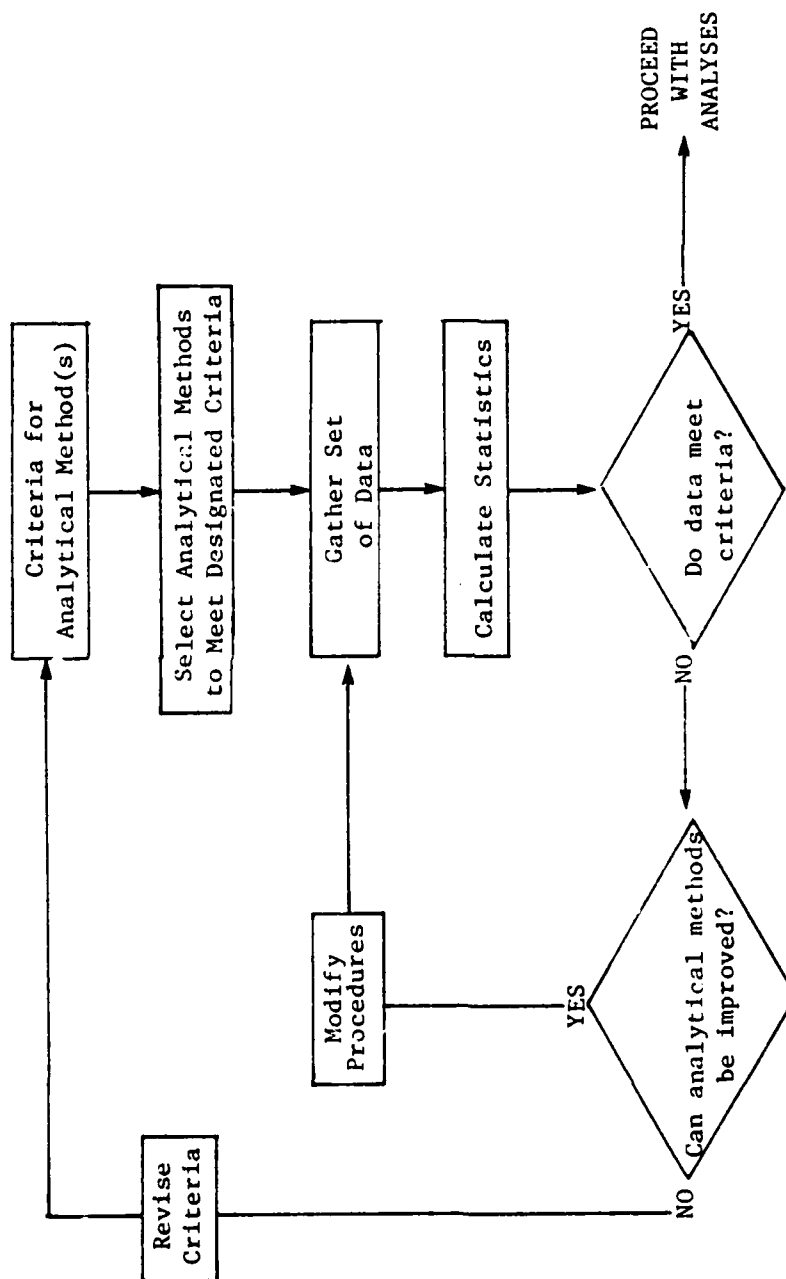 Criteria for
Analytical Method(s)
Select Analytical Methods
to Meet Designated Criteria
Gather Set
of Data
Calculate Statistics
Do data meet
criteria?
YES
PROCEED
WITH
ANALYSES
NO
Can analytical methods
be improved?
YES
Modify
Procedures
NO
Revise
Criteria